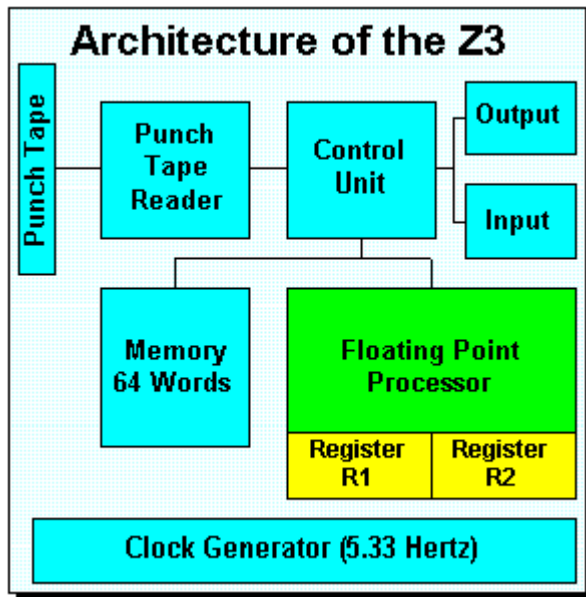 Architecture of the Z3
Punch Tape
Punch
Tape
Reader
Control
Unit
Output
Input
Memory
64 Words
Floating Point
Processor
Register
R1
Register
R2
Clock Generator (5.33 Hertz)